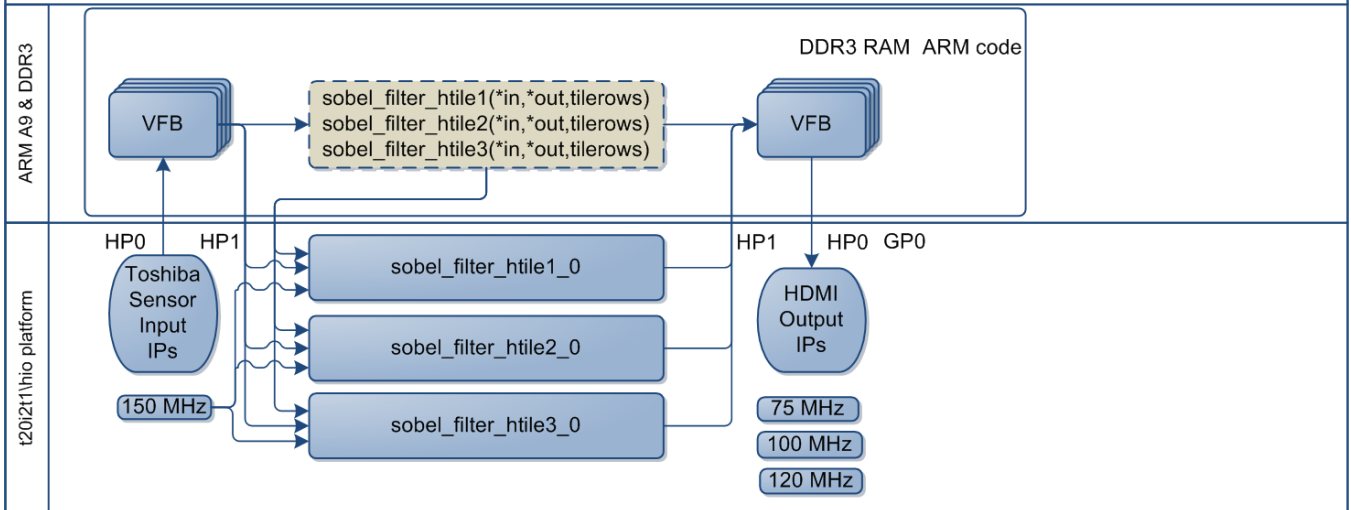 ARM A9 & DDR3
DDR3 RAM ARM code
VFB
sobel_filter_htile1(*in,*out,tilerows)
sobel_filter_htile2(*in,*out,tilerows)
sobel_filter_htile3(*in,*out,tilerows)
VFB
t20i2t1\hio platform
HP0
HP1
HP1
HP0
GP0
Toshiba
Sensor
Input
IPs
sobel_filter_htile1_0
sobel_filter_htile2_0
sobel_filter_htile3_0
HDMI
Output
IPs
150 MHz
75 MHz
100 MHz
120 MHz